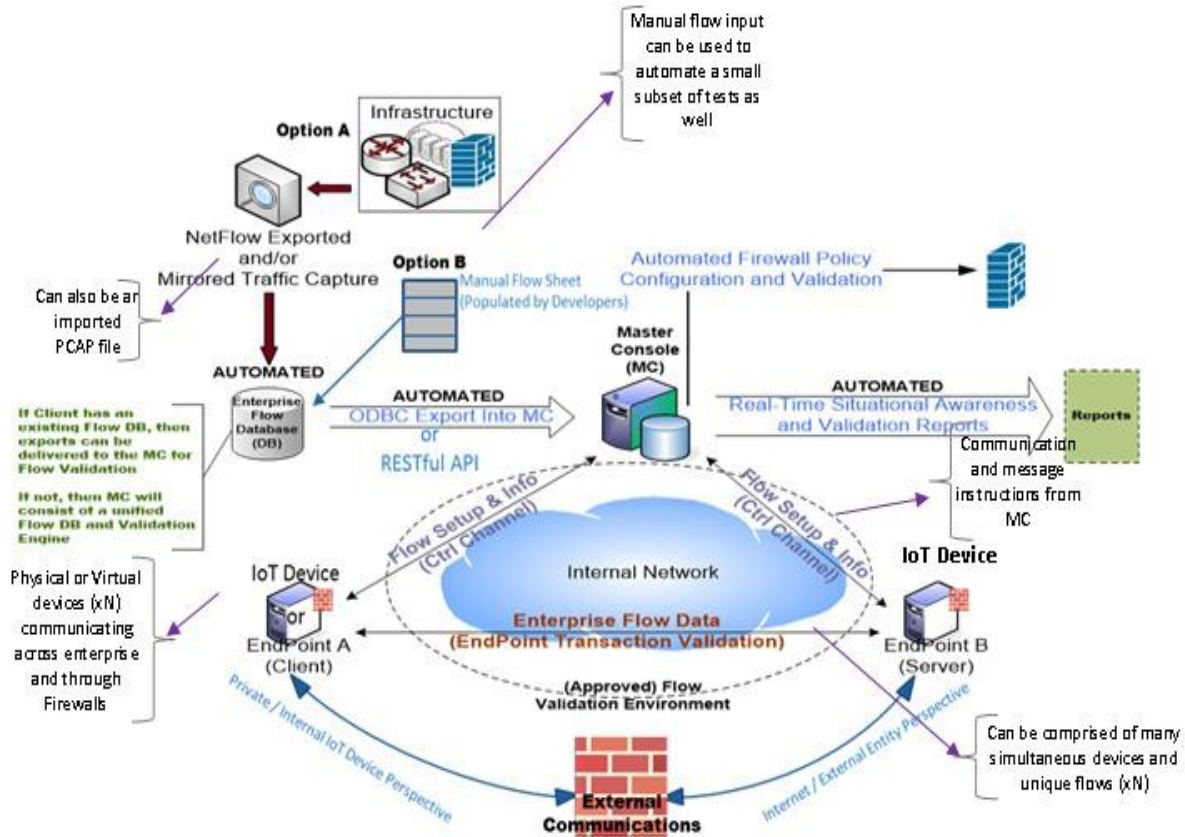 Manual flow input
can be used to
automate a small
subset of tests as
well
Infrastructure
Option A
NetFlow Exported
and/or
Mirrored Traffic Capture
Option B
Manual Flow Sheet
(Populated by Developers)
Automated Firewall Policy
Configuration and Validation
Can also be an
imported
PCAP file
Master
Console
(MC)
AUTOMATED
Enterprise
Flow
Database
(DB)
AUTOMATED
ODBC Export Into MC
or
RESTful API
AUTOMATED
Real-Time Situational Awareness
and Validation Reports
Reports
If Client has an
existing Flow DB, then
exports can be
delivered to the MC for
Flow Validation
If not, then MC will
consist of a unified
Flow DB and Validation
Engine
Communication
and message
instructions from
MC
Flow Setup & Info
(Ctrl Channel)
Flow Setup & Info
(Ctrl Channel)
Internal Network
Physical or Virtual
devices (xN)
communicating
across enterprise
and through
Firewalls
IoT Device
or
EndPoint A
(Client)
IoT Device
EndPoint B
(Server)
Enterprise Flow Data
(EndPoint Transaction Validation)
(Approved) Flow
Validation Environment
Private / Internal IoT Device Perspective
Internet / External Entity Perspective
Can be comprised of many
simultaneous devices and
unique flows (xN)
External
Communications